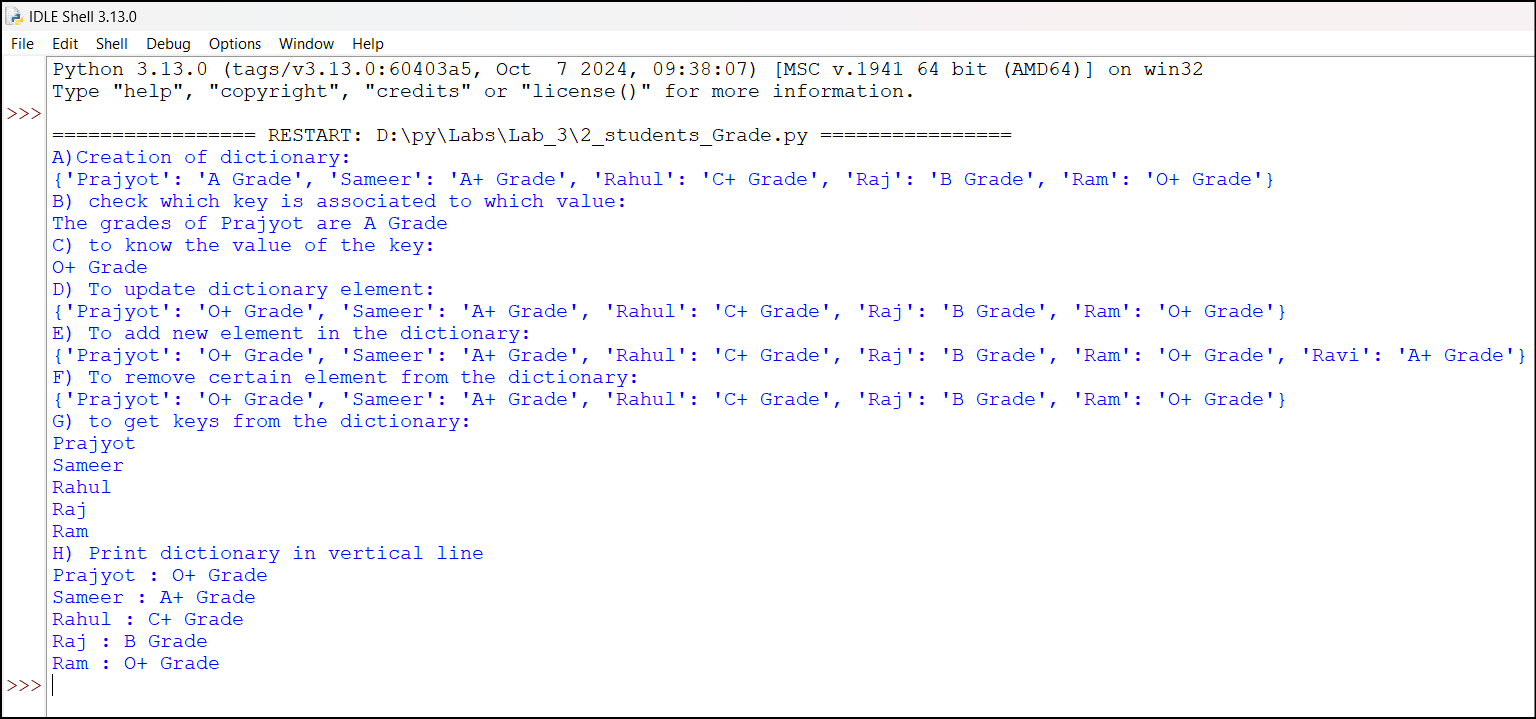 IDLE Shell 3.13.0
File Edit Shell Debug Options Window Help
Python 3.13.0 (tags/v3.13.0:60403a5, Oct  7 2024, 09:38:07) [MSC v.1941 64 bit (AMD64)] on win32
Type "help", "copyright", "credits" or "license()" for more information.
>>>
================= RESTART: D:\py\Labs\Lab_3\2_students_Grade.py ================
A)Creation of dictionary:
{'Prajyot': 'A Grade', 'Sameer': 'A+ Grade', 'Rahul': 'C+ Grade', 'Raj': 'B Grade', 'Ram': 'O+ Grade'}
B) check which key is associated to which value:
The grades of Prajyot are A Grade
C) to know the value of the key:
O+ Grade
D) To update dictionary element:
{'Prajyot': 'O+ Grade', 'Sameer': 'A+ Grade', 'Rahul': 'C+ Grade', 'Raj': 'B Grade', 'Ram': 'O+ Grade'}
E) To add new element in the dictionary:
{'Prajyot': 'O+ Grade', 'Sameer': 'A+ Grade', 'Rahul': 'C+ Grade', 'Raj': 'B Grade', 'Ram': 'O+ Grade', 'Ravi': 'A+ Grade'}
F) To remove certain element from the dictionary:
{'Prajyot': 'O+ Grade', 'Sameer': 'A+ Grade', 'Rahul': 'C+ Grade', 'Raj': 'B Grade', 'Ram': 'O+ Grade'}
G) to get keys from the dictionary:
Prajyot
Sameer
Rahul
Raj
Ram
H) Print dictionary in vertical line
Prajyot : O+ Grade
Sameer : A+ Grade
Rahul : C+ Grade
Raj : B Grade
Ram : O+ Grade
>>>